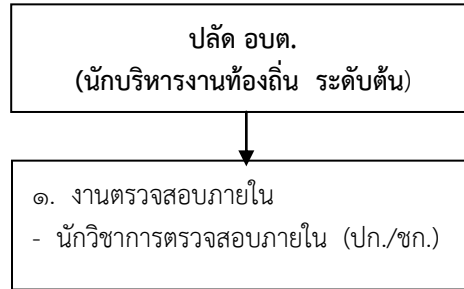 ปลัด อบต.
(นักบริหารงานท้องถิ่น ระดับต้น)
๑. งานตรวจสอบภายใน
- นักวิชาการตรวจสอบภายใน (ปก./ชก.)